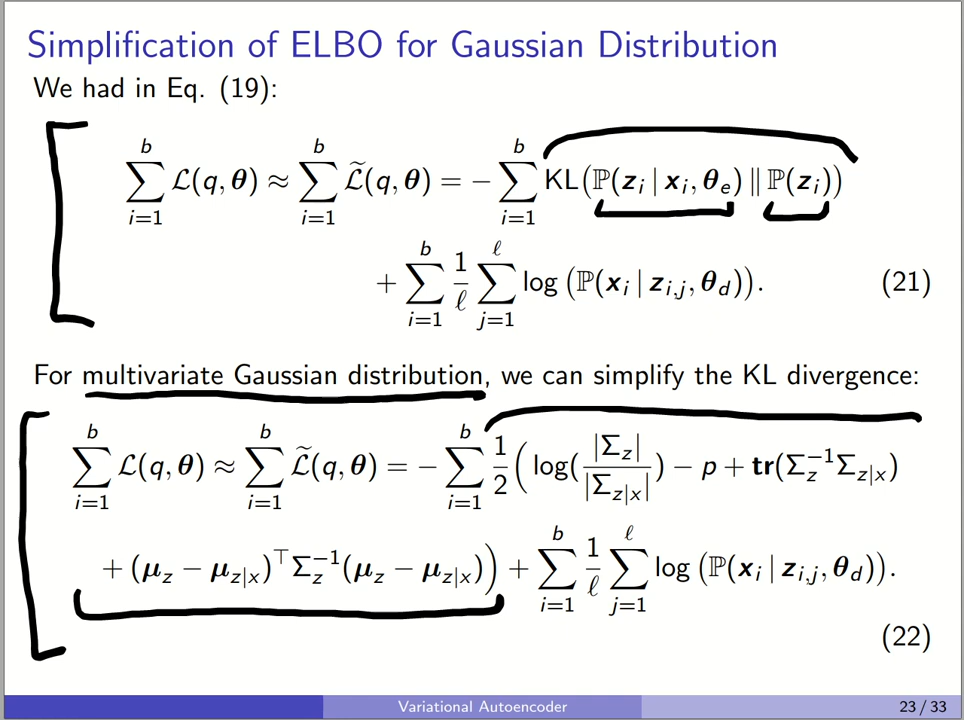 Simplification of ELBO for Gaussian Distribution
We had in Eq. (19):
∑_{i=1}^{b} ℒ(q, θ) ≈ ∑_{i=1}^{b} ℒ̃(q, θ) = − ∑_{i=1}^{b} KL(ℙ(z_i | x_i, θ_e) ‖ ℙ(z_i))
+ ∑_{i=1}^{b} 1/ℓ ∑_{j=1}^{ℓ} log (ℙ(x_i | z_{i,j}, θ_d)). (21)
For multivariate Gaussian distribution, we can simplify the KL divergence:
∑_{i=1}^{b} ℒ(q, θ) ≈ ∑_{i=1}^{b} ℒ̃(q, θ) = − ∑_{i=1}^{b} 1/2 ( log(|Σ_z| / |Σ_{z|x}|) − p + tr(Σ_z^{−1} Σ_{z|x})
+ (μ_z − μ_{z|x})^⊤ Σ_z^{−1} (μ_z − μ_{z|x}) ) + ∑_{i=1}^{b} 1/ℓ ∑_{j=1}^{ℓ} log (ℙ(x_i | z_{i,j}, θ_d)).
(22)
Variational Autoencoder 23 / 33